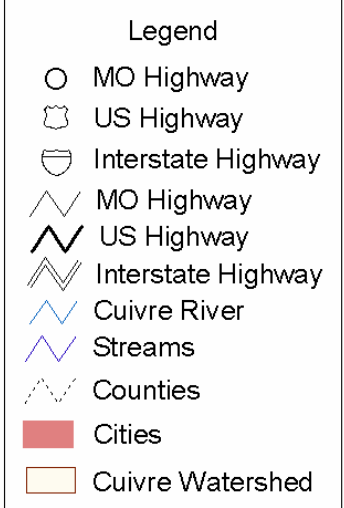 Legend
MO Highway
US Highway
Interstate Highway
MO Highway
US Highway
Interstate Highway
Cuivre River
Streams
Counties
Cities
Cuivre Watershed